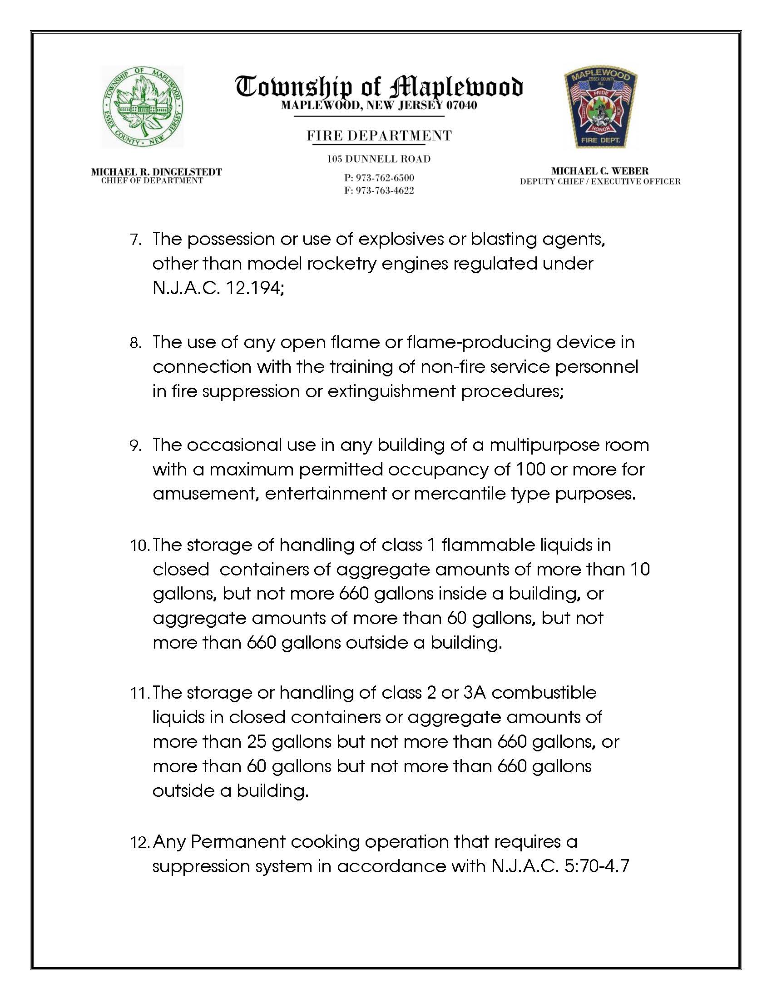 TOWNSHIP OF MAPLEWOOD
ESSEX COUNTY • NEW JERSEY
Township of Maplewood
MAPLEWOOD, NEW JERSEY 07040
FIRE DEPARTMENT
105 DUNNELL ROAD
P: 973-762-6500
F: 973-763-4622
MICHAEL R. DINGELSTEDT
CHIEF OF DEPARTMENT
MAPLEWOOD
ESSEX COUNTY
N.J.
PRIDE
HONOR
FIRE DEPT.
MICHAEL C. WEBER
DEPUTY CHIEF / EXECUTIVE OFFICER
7. The possession or use of explosives or blasting agents,
other than model rocketry engines regulated under
N.J.A.C. 12.194;
8. The use of any open flame or flame-producing device in
connection with the training of non-fire service personnel
in fire suppression or extinguishment procedures;
9. The occasional use in any building of a multipurpose room
with a maximum permitted occupancy of 100 or more for
amusement, entertainment or mercantile type purposes.
10. The storage of handling of class 1 flammable liquids in
closed  containers of aggregate amounts of more than 10
gallons, but not more 660 gallons inside a building, or
aggregate amounts of more than 60 gallons, but not
more than 660 gallons outside a building.
11. The storage or handling of class 2 or 3A combustible
liquids in closed containers or aggregate amounts of
more than 25 gallons but not more than 660 gallons, or
more than 60 gallons but not more than 660 gallons
outside a building.
12. Any Permanent cooking operation that requires a
suppression system in accordance with N.J.A.C. 5:70-4.7